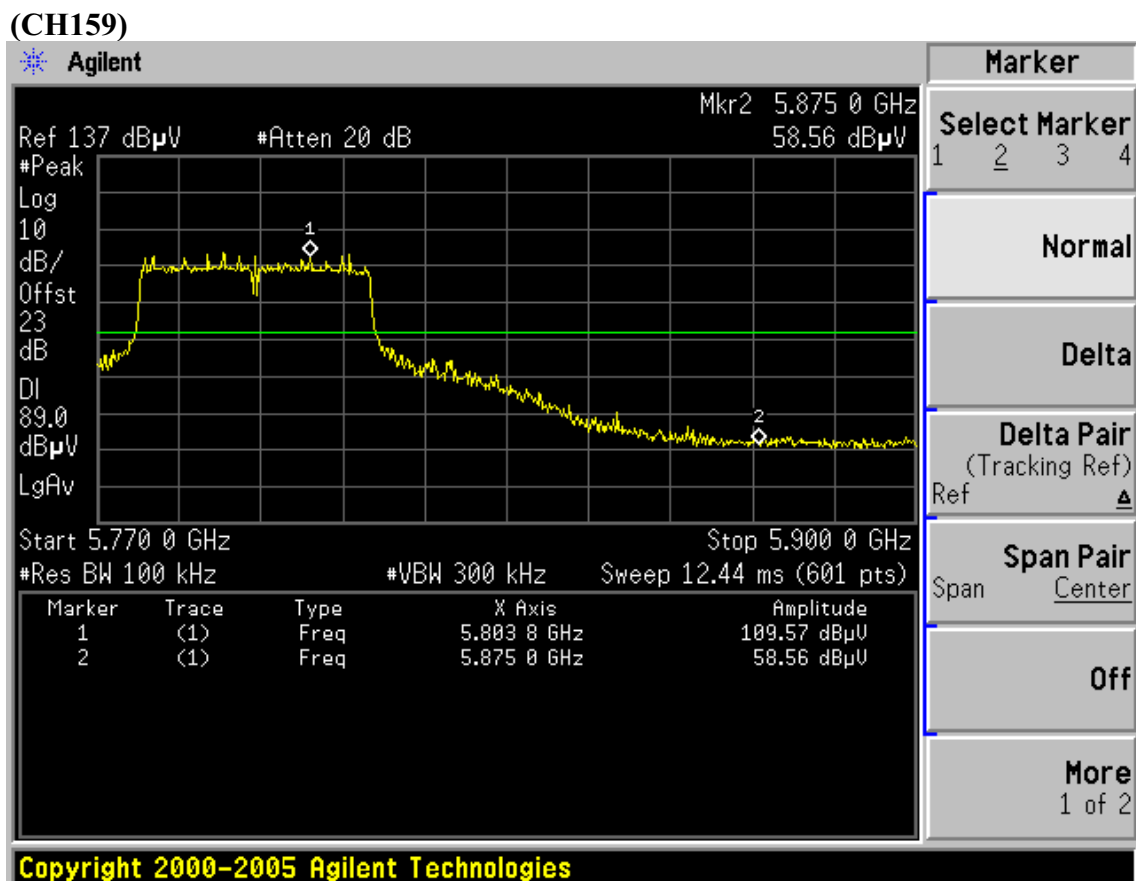 (CH159)
Agilent
Marker
Mkr2 5.875 0 GHz
Ref 137 dBµV #Atten 20 dB 58.56 dBµV
#Peak
Log
10
dB/
Offst
23
dB
DI
89.0
dBµV
LgAv
1
2
Start 5.770 0 GHz Stop 5.900 0 GHz
#Res BW 100 kHz #VBW 300 kHz Sweep 12.44 ms (601 pts)
Marker Trace Type X Axis Amplitude
1 (1) Freq 5.803 8 GHz 109.57 dBµV
2 (1) Freq 5.875 0 GHz 58.56 dBµV
Select Marker
1 2 3 4
Normal
Delta
Delta Pair
(Tracking Ref)
Ref Δ
Span Pair
Span Center
Off
More
1 of 2
Copyright 2000-2005 Agilent Technologies